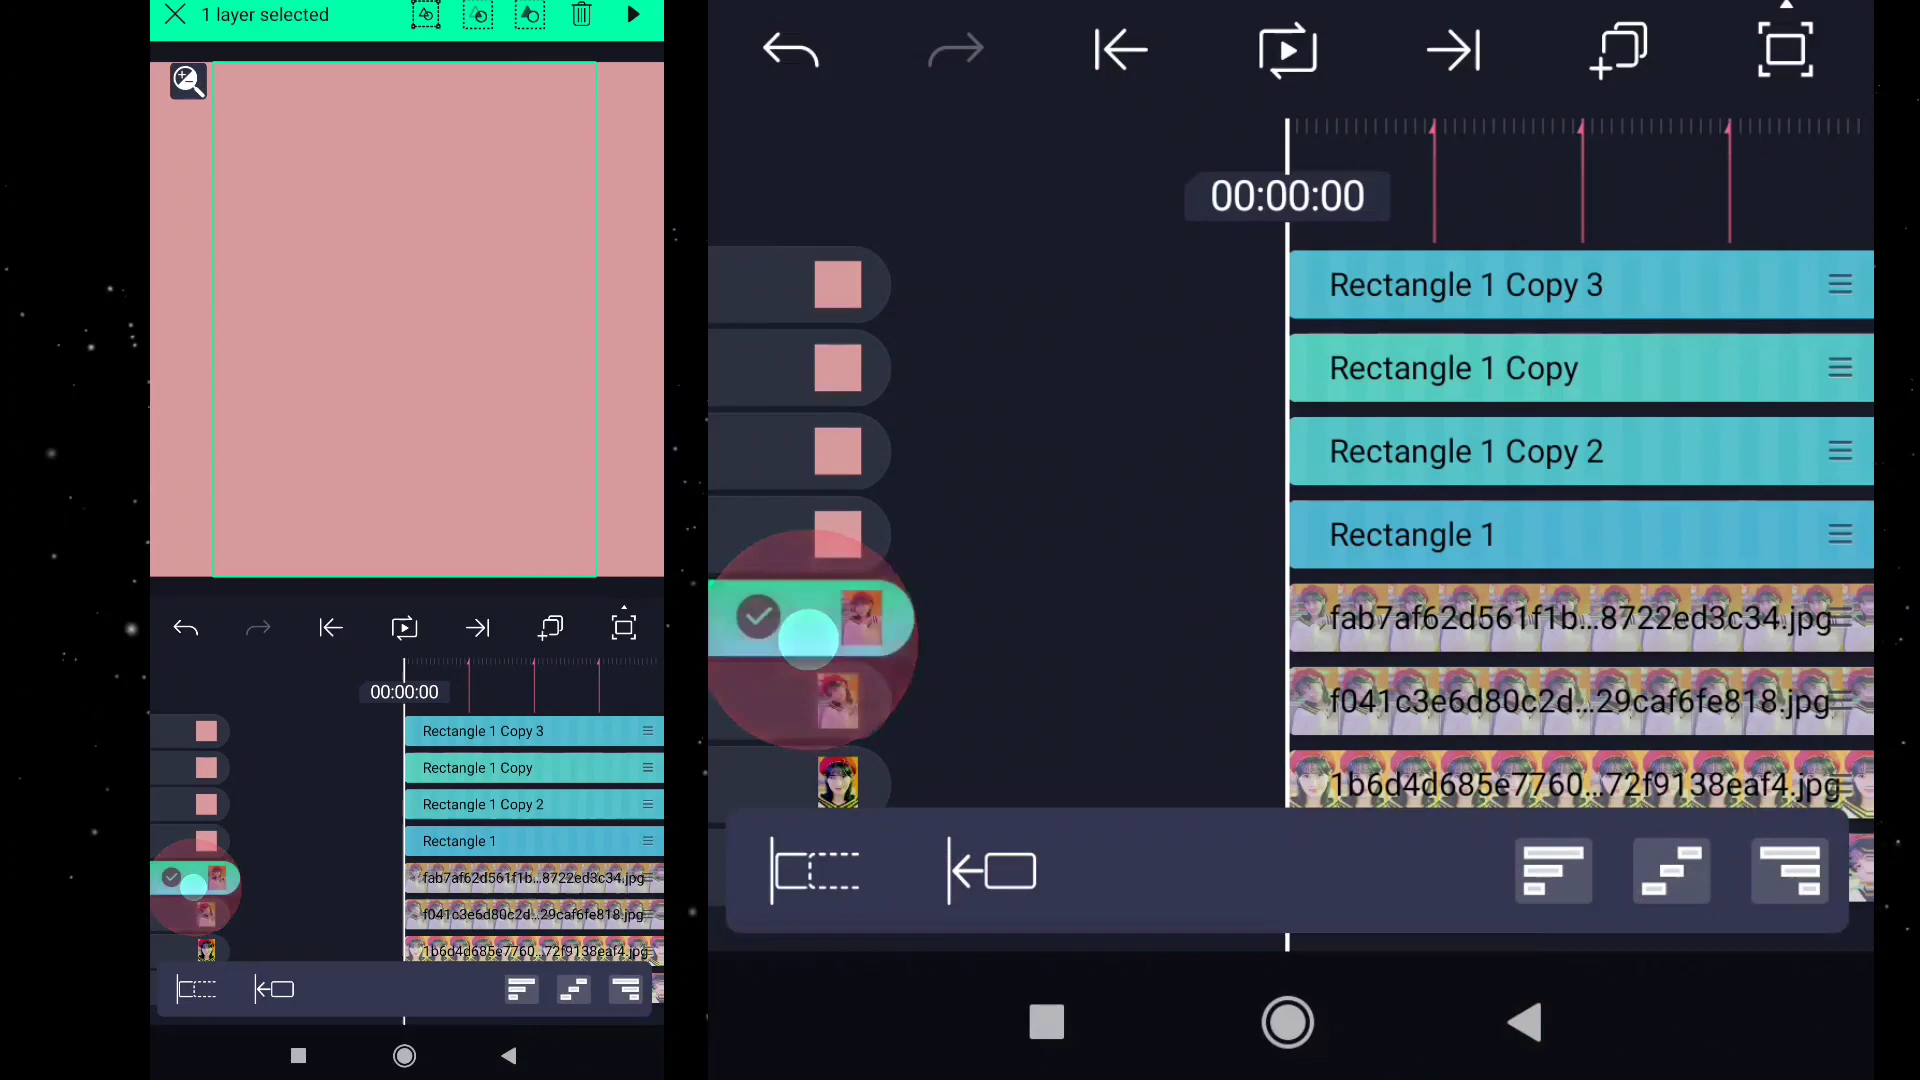 1 layer selected
00:00:00
Rectangle 1 Copy 3
Rectangle 1 Copy
Rectangle 1 Copy 2
Rectangle 1
fab7af62d561f1b...8722ed3c34.jpg
f041c3e6d80c2d...29caf6fe818.jpg
1b6d4d685e7760...72f9138eaf4.jpg
00:00:00
Rectangle 1 Copy 3
Rectangle 1 Copy
Rectangle 1 Copy 2
Rectangle 1
fab7af62d561f1b...8722ed3c34.jpg
f041c3e6d80c2d...29caf6fe818.jpg
1b6d4d685e7760...72f9138eaf4.jpg